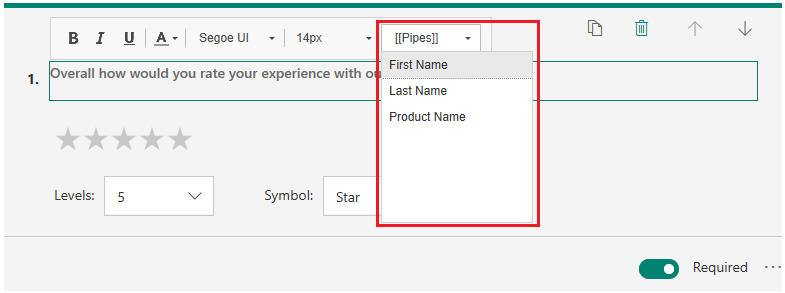 B I U A Segoe UI 14px [[Pipes]]
First Name
1. Overall how would you rate your experience with
Last Name
Product Name
Levels: 5 Symbol: Star
Required